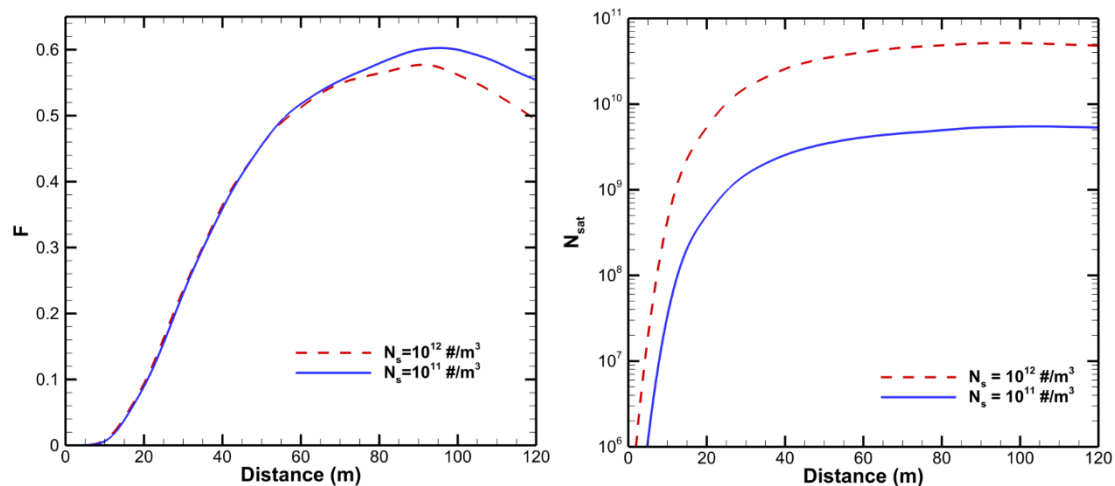 0.6
0.5
0.4
0.3
0.2
0.1
0
F
N_s=10^12 #/m^3
N_s=10^11 #/m^3
0 20 40 60 80 100 120
Distance (m)
10^11
10^10
10^9
10^8
10^7
10^6
N_sat
N_s = 10^12 #/m^3
N_s = 10^11 #/m^3
0 20 40 60 80 100 120
Distance (m)